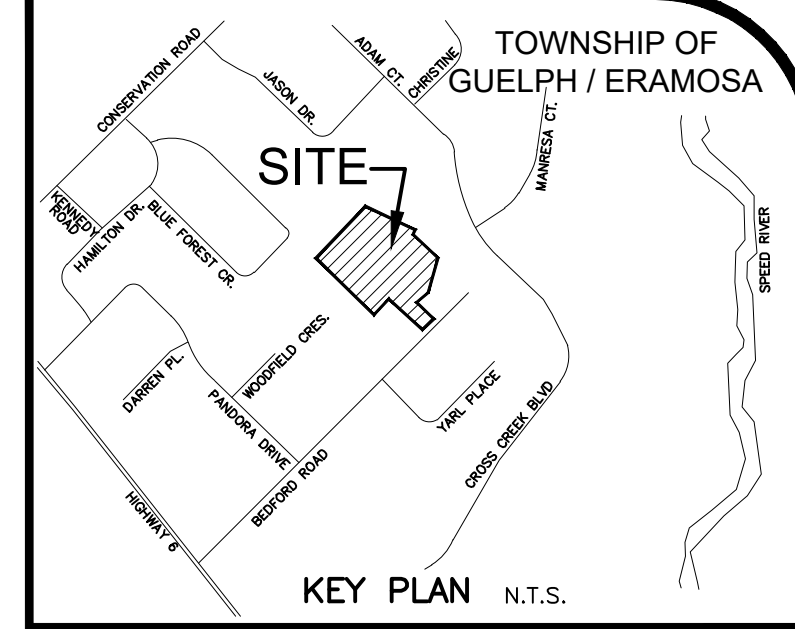 TOWNSHIP OF
GUELPH / ERAMOSA
CONSERVATION ROAD
ADAM CT.
CHRISTINE
JASON DR.
MANRESA CT.
SITE
KENNEDY
ROAD
HAMILTON DR.
BLUE FOREST CR.
SPEED RIVER
WOODFIELD CRES.
DARREN PL.
PANDORA DRIVE
YARL PLACE
CROSS CREEK BLVD
BEDFORD ROAD
HIGHWAY 6
KEY PLAN N.T.S.